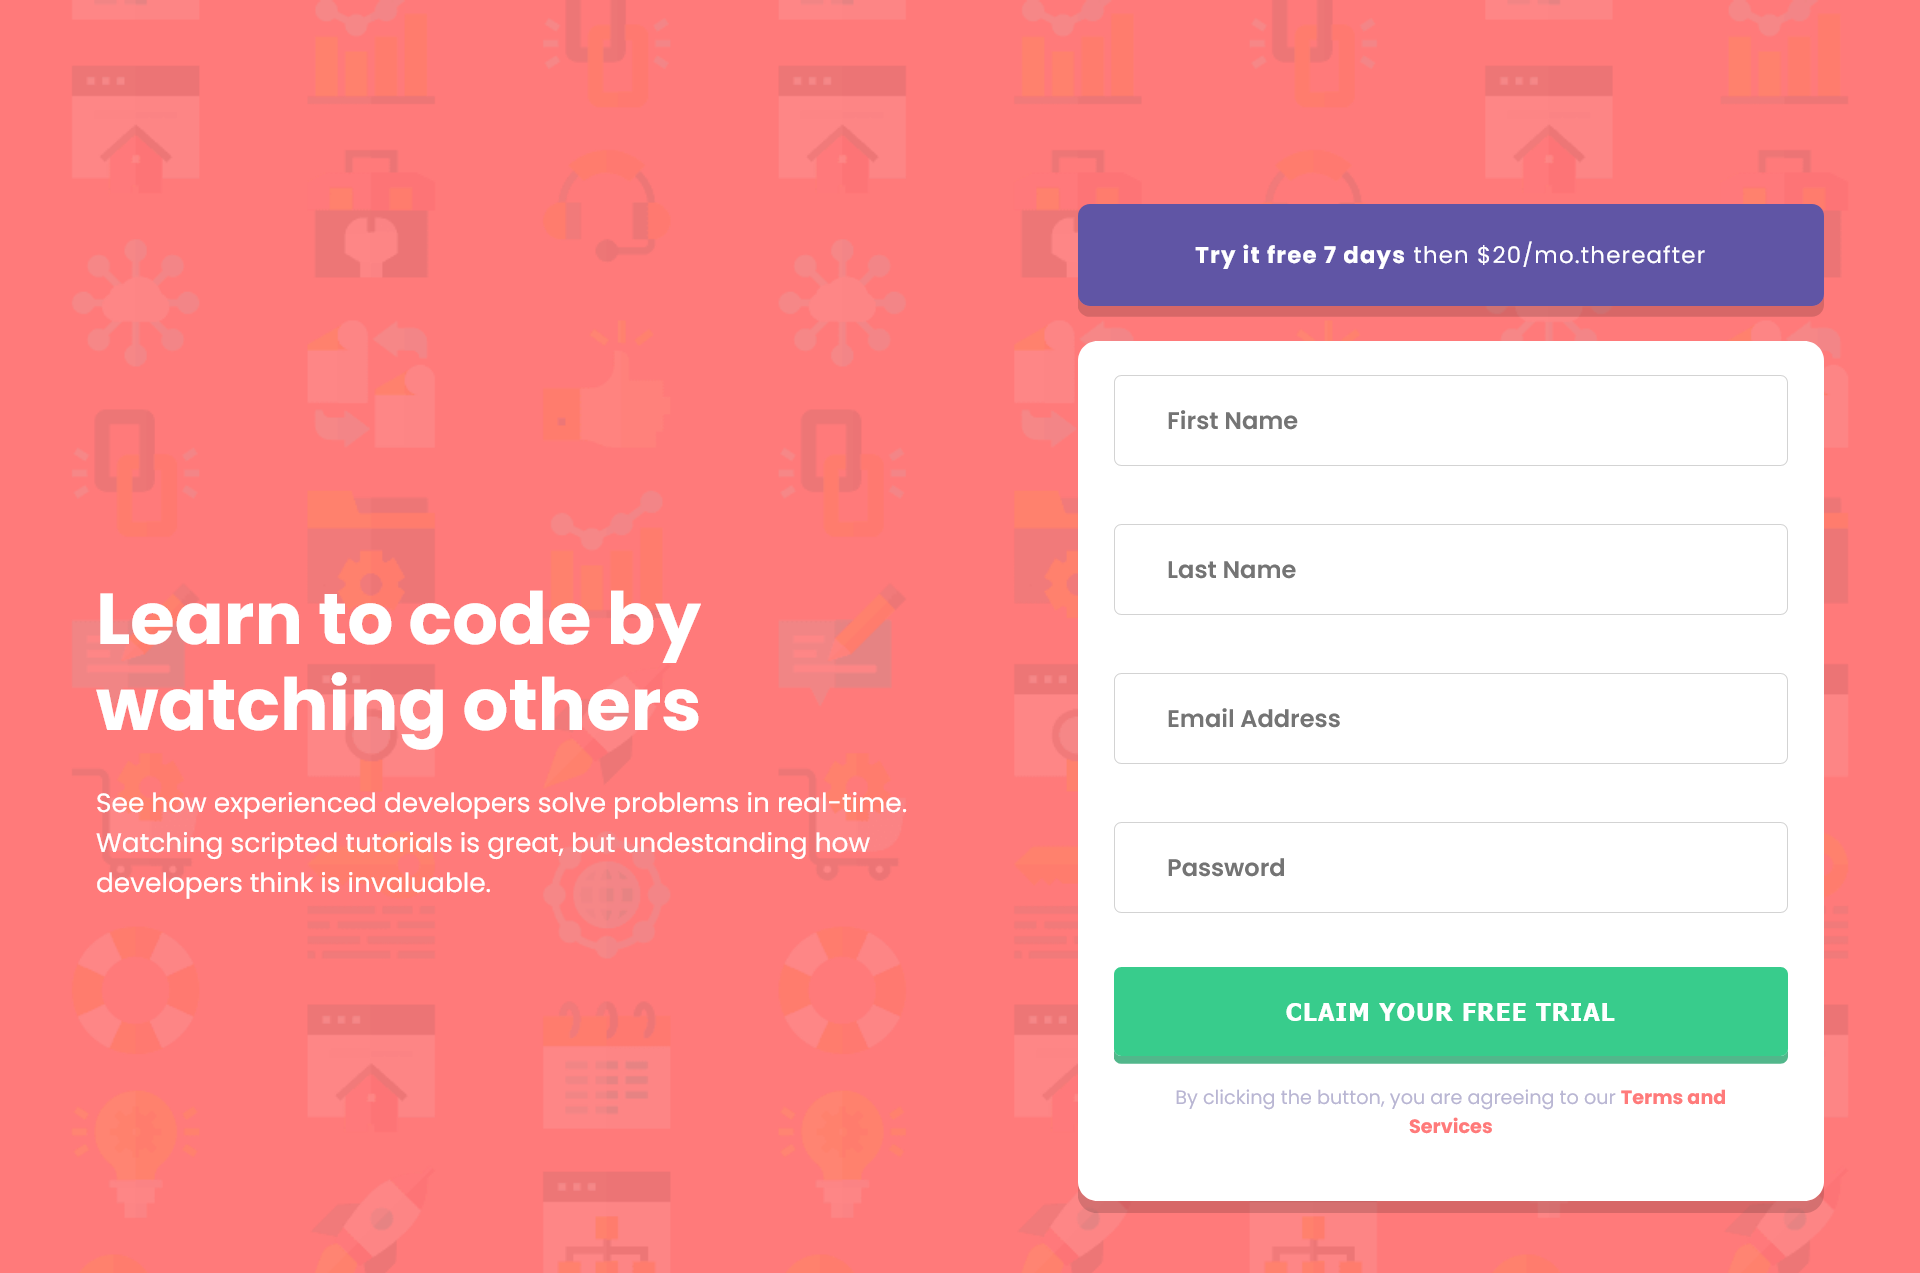 Learn to code by
watching others
See how experienced developers solve problems in real-time.
Watching scripted tutorials is great, but undestanding how
developers think is invaluable.
Try it free 7 days then $20/mo.thereafter
First Name
Last Name
Email Address
Password
CLAIM YOUR FREE TRIAL
By clicking the button, you are agreeing to our Terms and
Services